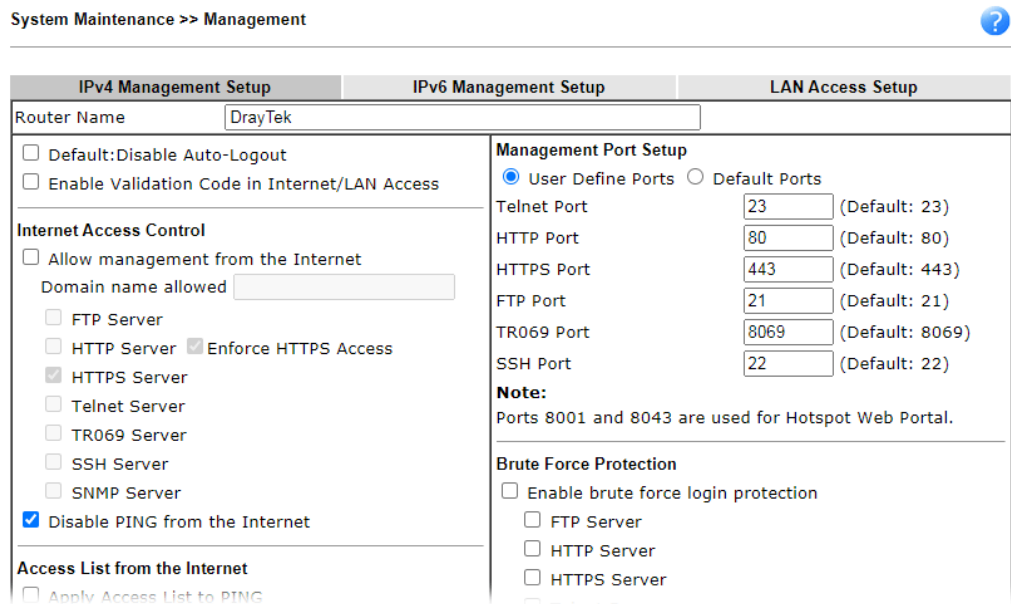 System Maintenance >> Management
?
IPv4 Management Setup
IPv6 Management Setup
LAN Access Setup
Router Name
DrayTek
Default:Disable Auto-Logout
Enable Validation Code in Internet/LAN Access
Internet Access Control
Allow management from the Internet
Domain name allowed
FTP Server
HTTP Server Enforce HTTPS Access
HTTPS Server
Telnet Server
TR069 Server
SSH Server
SNMP Server
Disable PING from the Internet
Access List from the Internet
Apply Access List to PING
Management Port Setup
User Define Ports Default Ports
Telnet Port 23 (Default: 23)
HTTP Port 80 (Default: 80)
HTTPS Port 443 (Default: 443)
FTP Port 21 (Default: 21)
TR069 Port 8069 (Default: 8069)
SSH Port 22 (Default: 22)
Note:
Ports 8001 and 8043 are used for Hotspot Web Portal.
Brute Force Protection
Enable brute force login protection
FTP Server
HTTP Server
HTTPS Server